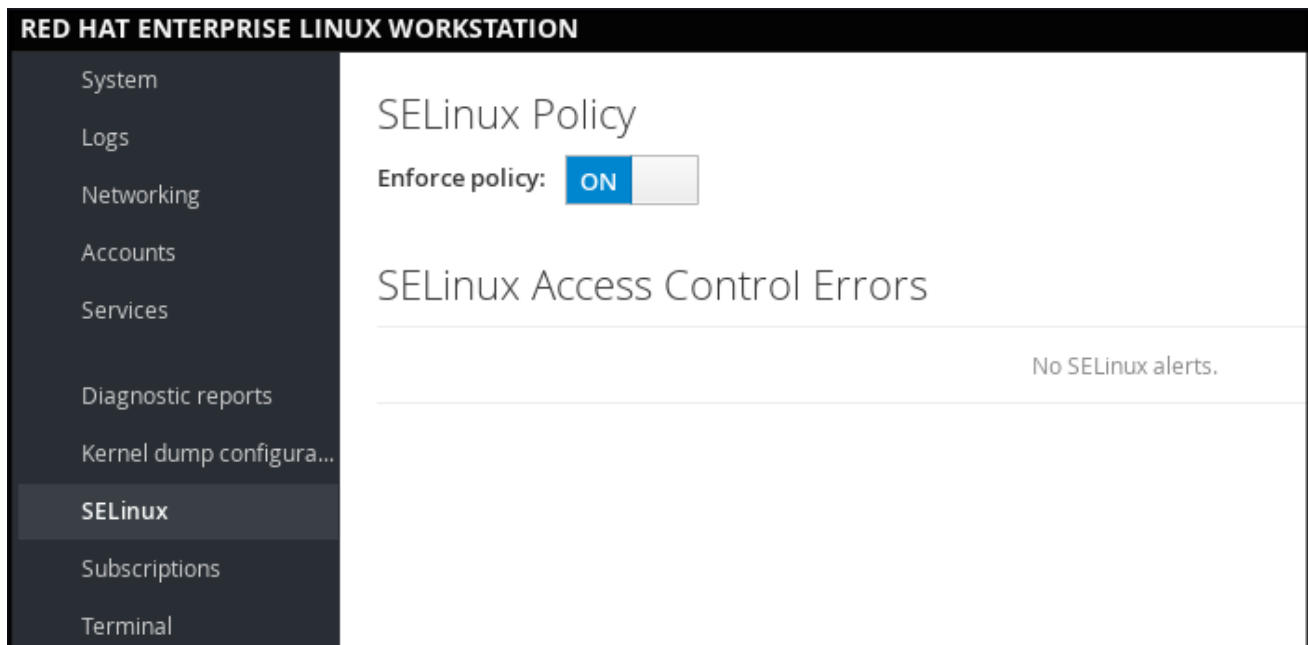 RED HAT ENTERPRISE LINUX WORKSTATION
System
Logs
Networking
Accounts
Services
Diagnostic reports
Kernel dump configura...
SELinux
Subscriptions
Terminal
SELinux Policy
Enforce policy: ON
SELinux Access Control Errors
No SELinux alerts.